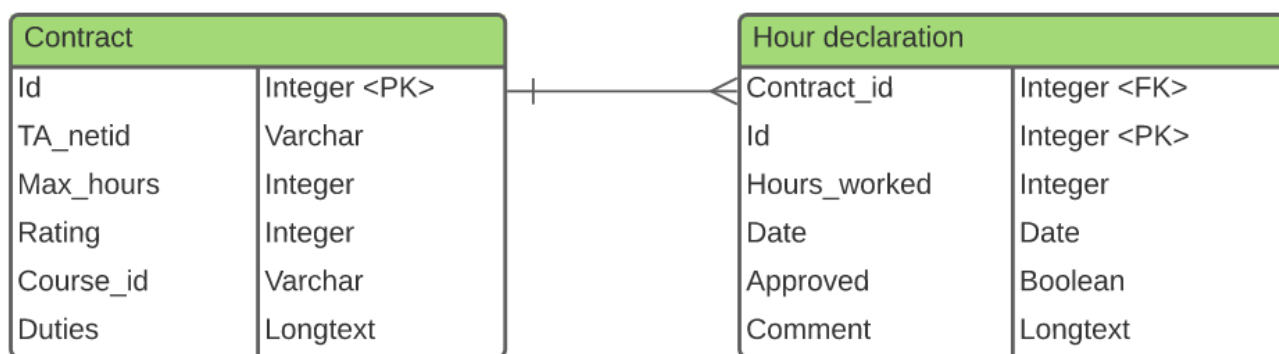 Contract
Id Integer <PK>
TA_netid Varchar
Max_hours Integer
Rating Integer
Course_id Varchar
Duties Longtext
Hour declaration
Contract_id Integer <FK>
Id Integer <PK>
Hours_worked Integer
Date Date
Approved Boolean
Comment Longtext